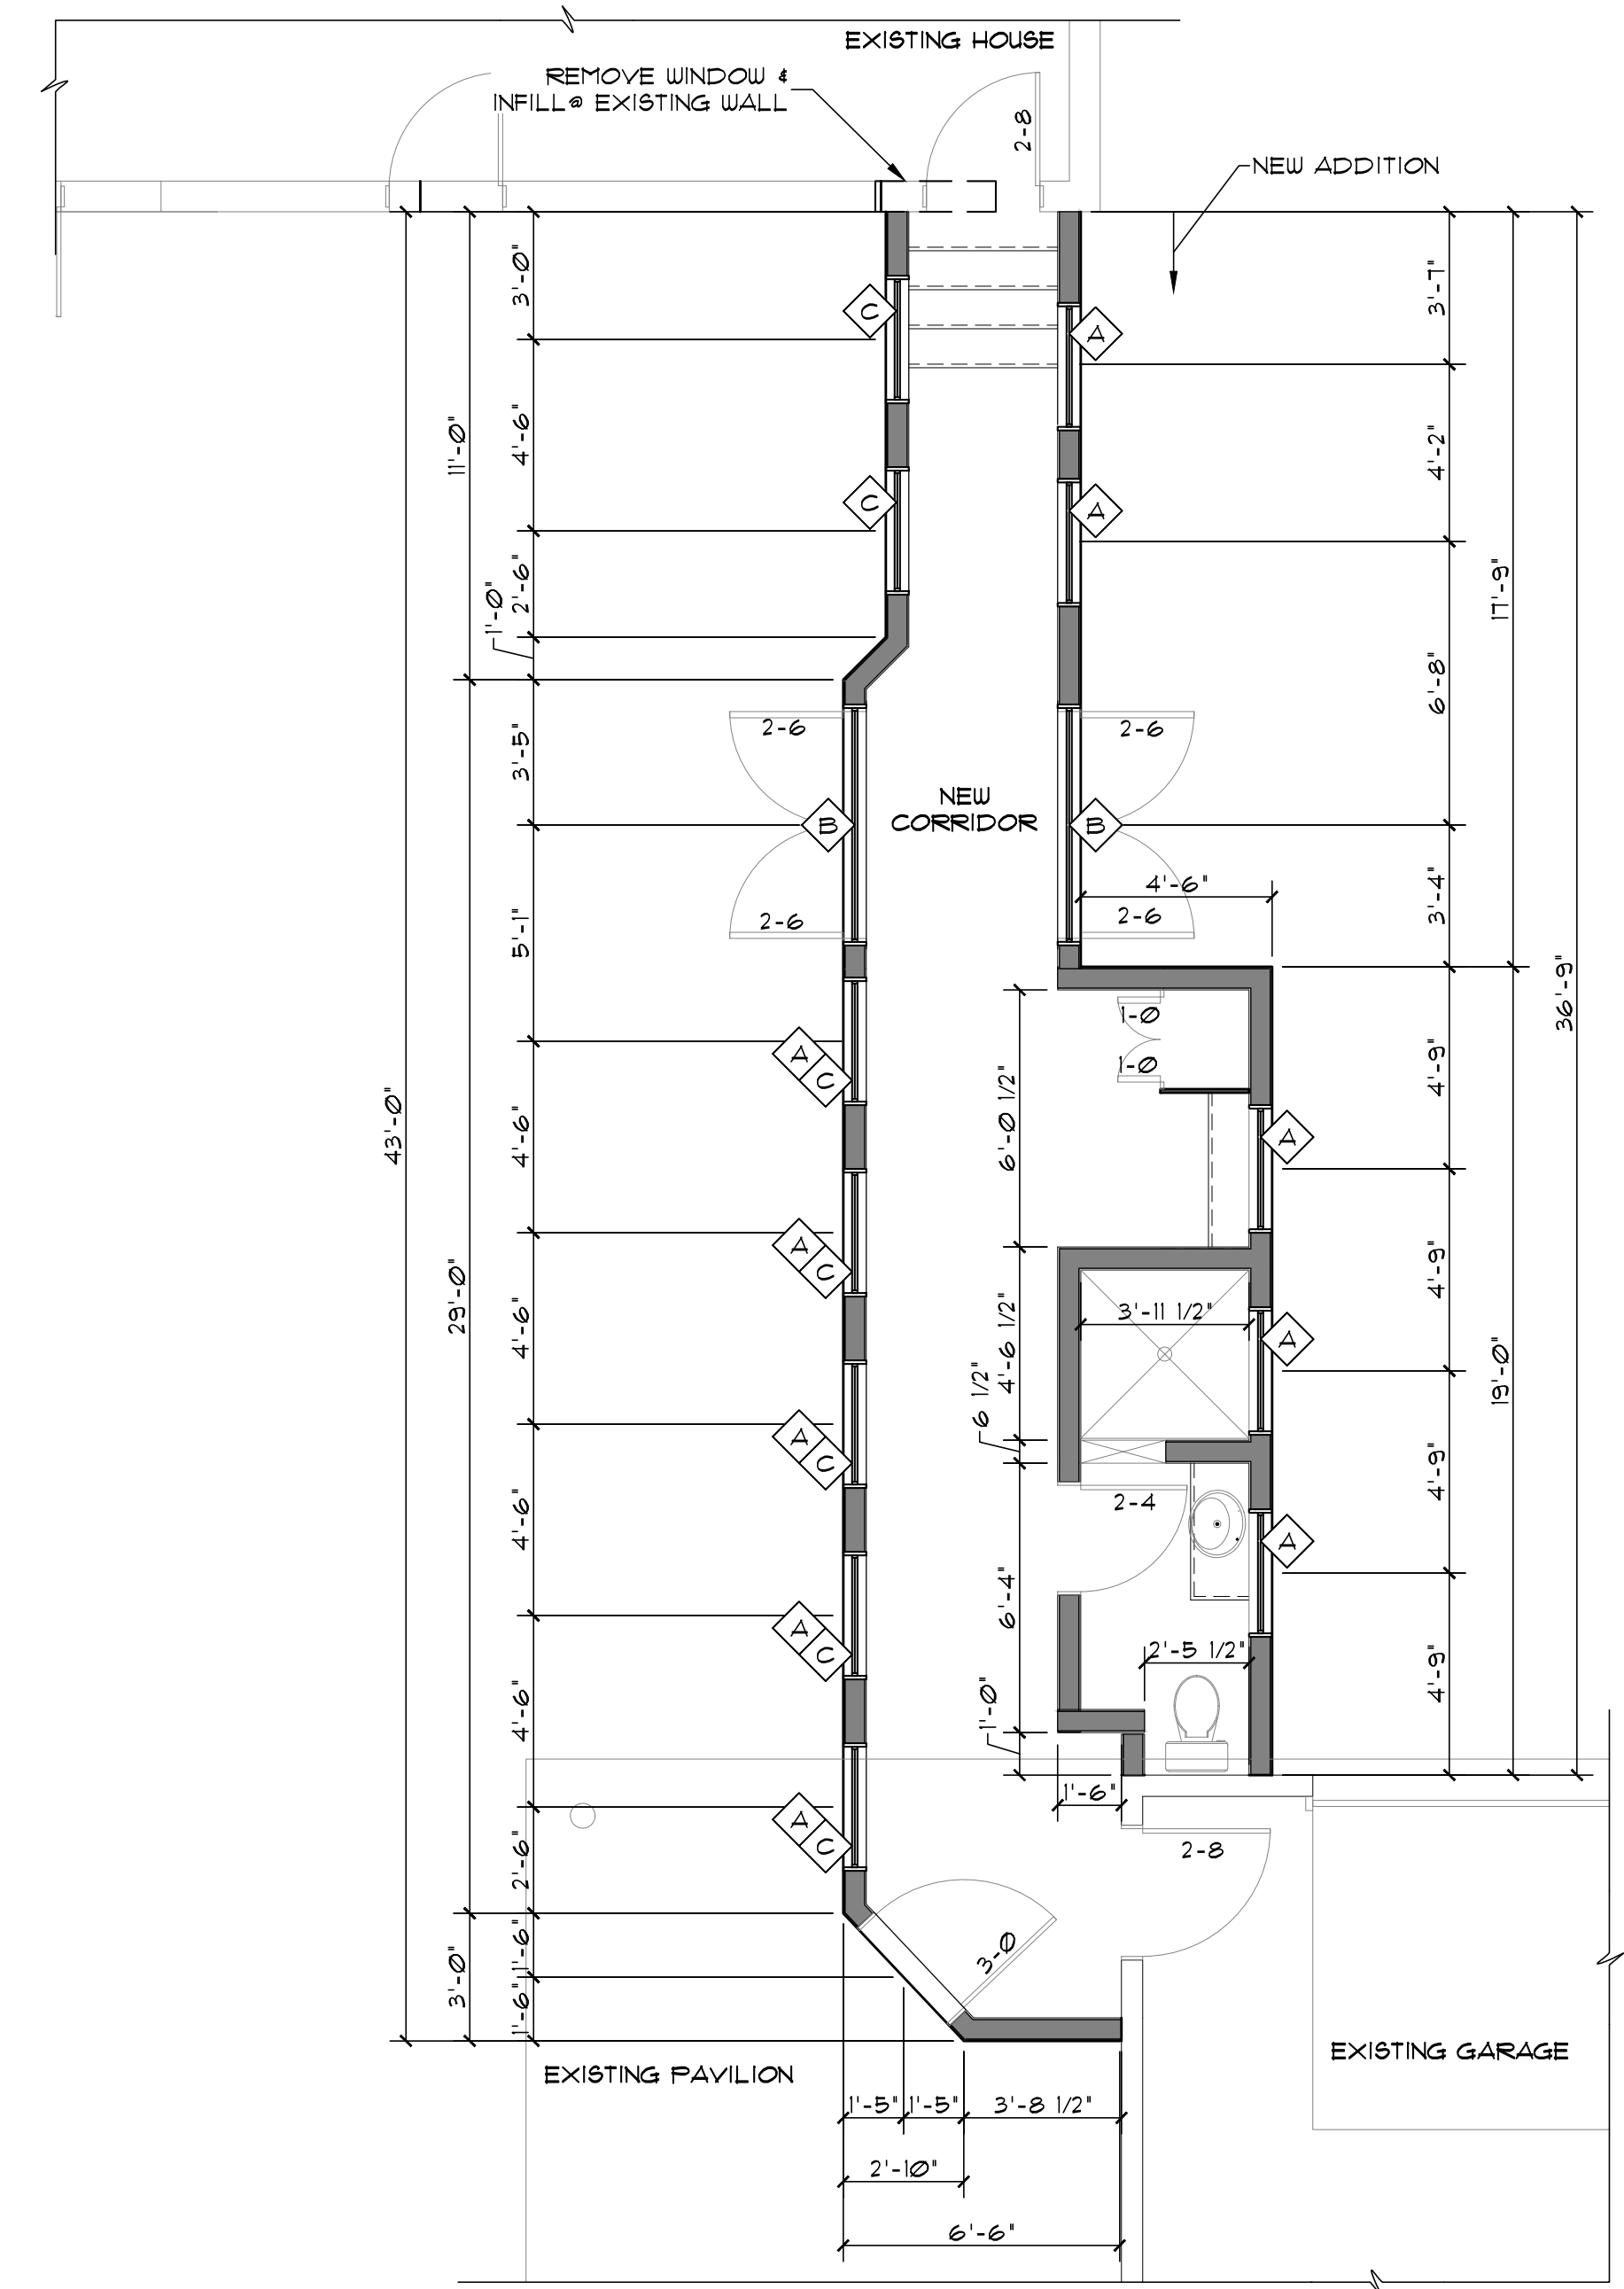 EXISTING HOUSE
REMOVE WINDOW &
INFILL@ EXISTING WALL
2-8
NEW ADDITION
3'-0"
3'-7"
C
A
11'-0"
4'-6"
4'-2"
C
A
2'-6"
1'-0"
17'-9"
6'-8"
2-6
2-6
3'-5"
NEW
CORRIDOR
B
B
4'-6"
3'-4"
2-6
2-6
5'-1"
36'-9"
1-0
1-0
A
C
4'-9"
43'-0"
4'-6"
6'-0 1/2"
A
A
C
4'-9"
29'-0"
4'-6"
3'-11 1/2"
4'-6 1/2"
A
6 1/2"
19'-0"
A
C
4'-9"
4'-6"
2-4
A
6'-4"
A
C
2'-5 1/2"
4'-9"
4'-6"
1'-0"
1'-6"
A
C
2-8
2'-6"
1'-6"
3-0
3'-0"
1'-6"
EXISTING GARAGE
EXISTING PAVILION
1'-5"
1'-5"
3'-8 1/2"
2'-10"
6'-6"